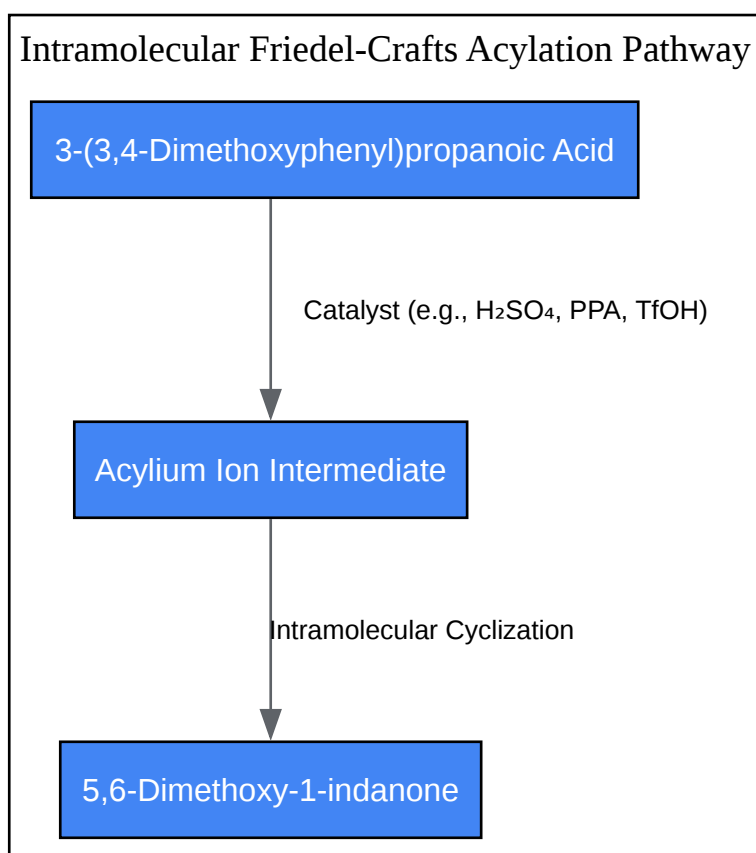 Intramolecular Friedel-Crafts Acylation Pathway
3-(3,4-Dimethoxyphenyl)propanoic Acid
Catalyst (e.g., H₂SO₄, PPA, TfOH)
Acylium Ion Intermediate
Intramolecular Cyclization
5,6-Dimethoxy-1-indanone